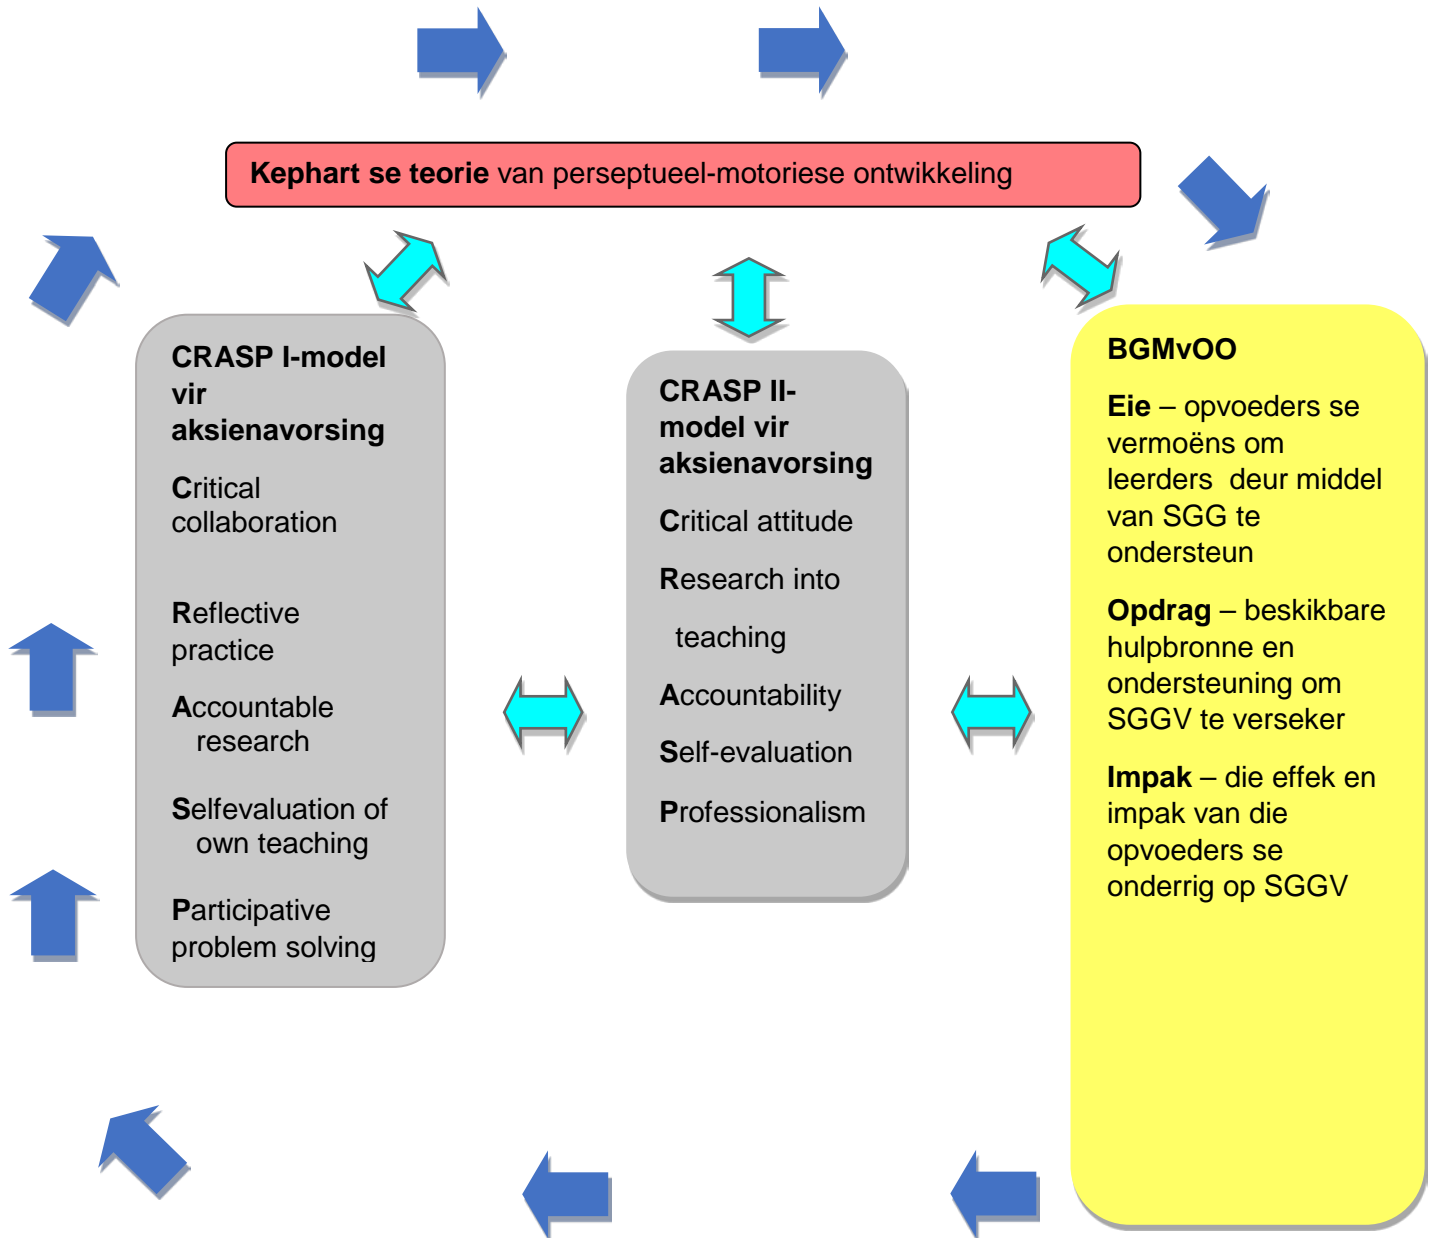 Kephart se teorie van perseptueel-motoriese ontwikkeling
CRASP I-model
vir
aksienavorsing
Critical
collaboration
Reflective
practice
Accountable
research
Selfevaluation of
own teaching
Participative
problem solving
CRASP II-
model vir
aksienavorsing
Critical attitude
Research into
teaching
Accountability
Self-evaluation
Professionalism
BGMvOO
Eie – opvoeders se
vermoëns om
leerders deur middel
van SGG te
ondersteun
Opdrag – beskikbare
hulpbronne en
ondersteuning om
SGGV te verseker
Impak – die effek en
impak van die
opvoeders se
onderrig op SGGV